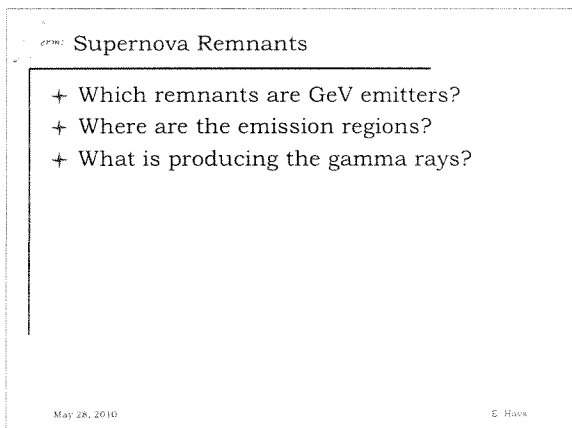 Supernova Remnants
Which remnants are GeV emitters?
Where are the emission regions?
What is producing the gamma rays?
May 28, 2010
E. Hays